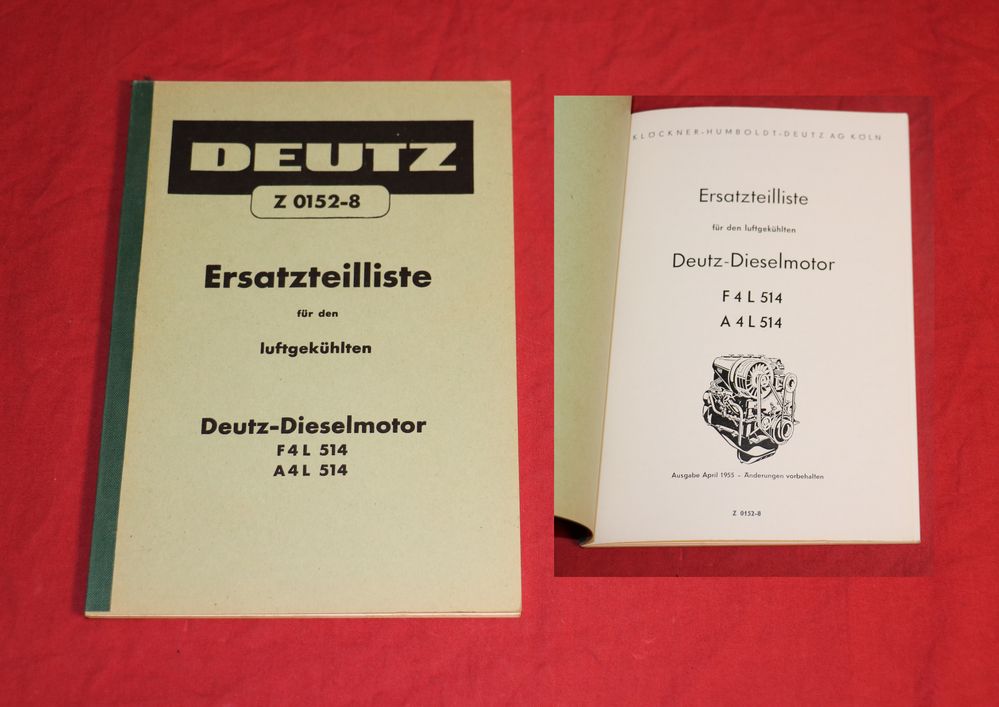 DEUTZ
Z 0152-8
Ersatzteilliste
für den
luftgekühlten
Deutz-Dieselmotor
F4L 514
A4L 514
KLÖCKNER-HUMBOLDT-DEUTZ AG KÖLN
Ersatzteilliste
für den luftgekühlten
Deutz-Dieselmotor
F 4 L 514
A 4 L 514
Ausgabe April 1955 - Änderungen vorbehalten
Z 0152-8